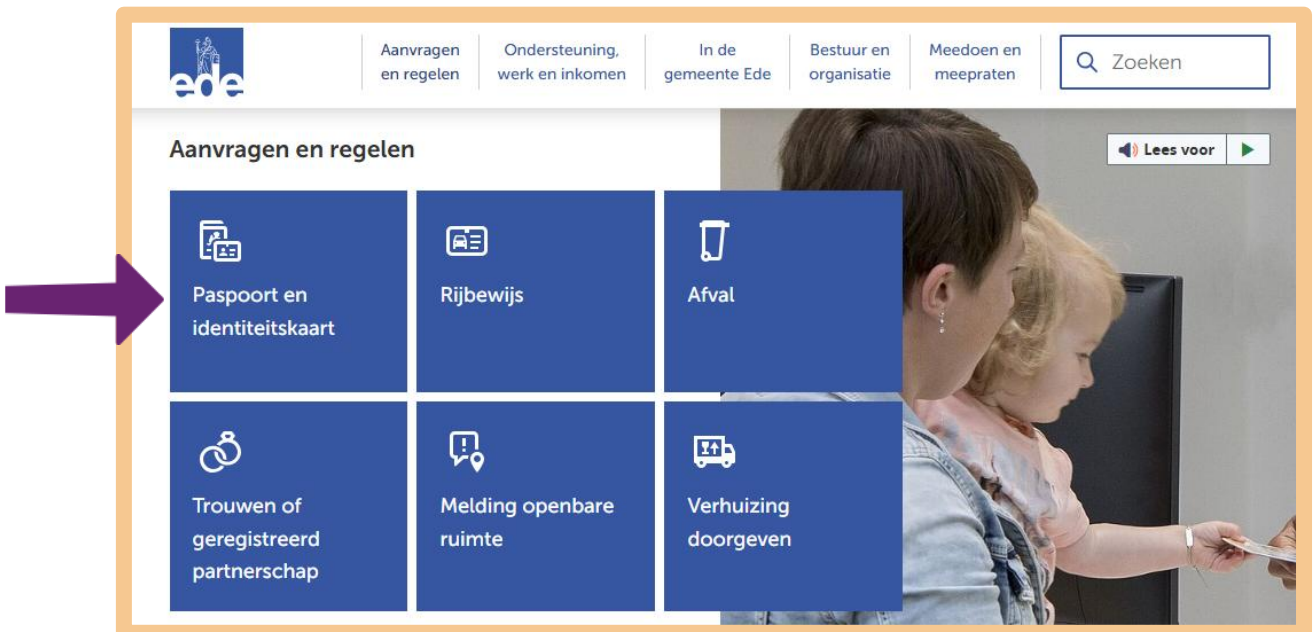 ede
Aanvragen
en regelen
Ondersteuning,
werk en inkomen
In de
gemeente Ede
Bestuur en
organisatie
Meedoen en
meepraten
Zoeken
Aanvragen en regelen
Lees voor
Paspoort en
identiteitskaart
Rijbewijs
Afval
Trouwen of
geregistreerd
partnerschap
Melding openbare
ruimte
Verhuizing
doorgeven